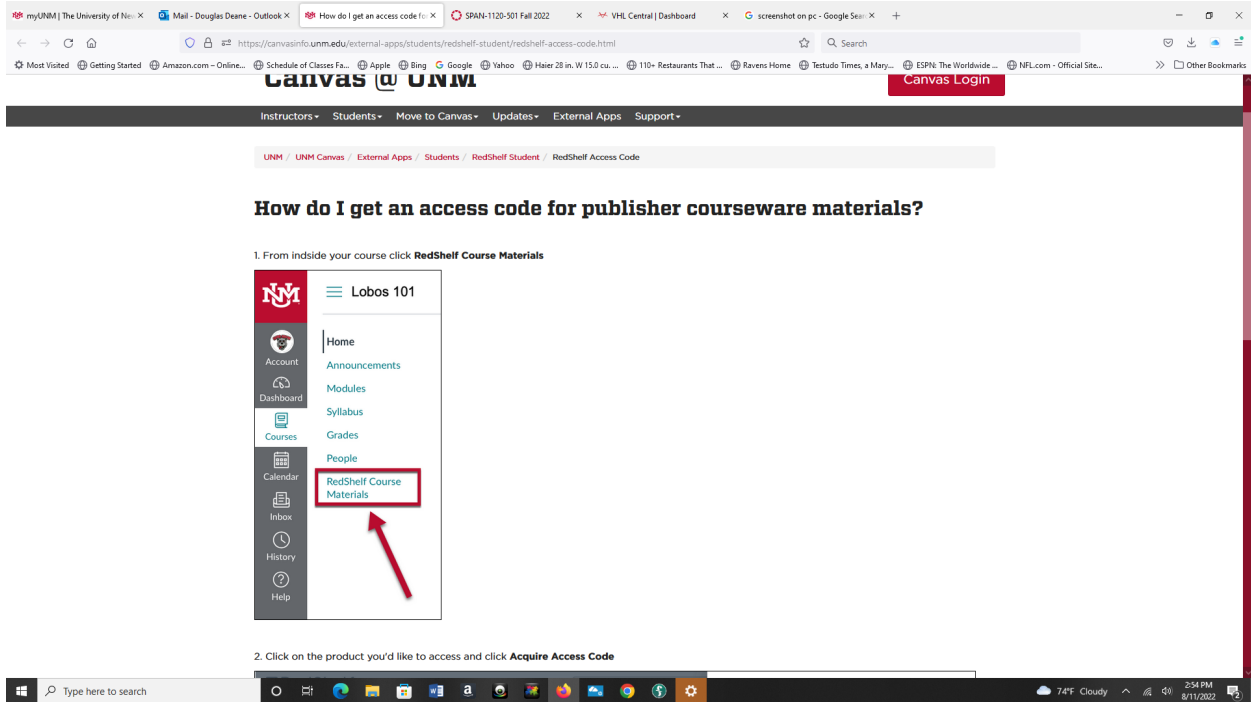 myUNM | The University of Nev
Mail - Douglas Deane - Outlook
How do I get an access code fo
SPAN-1120-501 Fall 2022
VHL Central | Dashboard
screenshot on pc - Google Sear
https://canvasinfo.unm.edu/external-apps/students/redshelf-student/redshelf-access-code.html
Search
Most Visited
Getting Started
Amazon.com – Online...
Schedule of Classes Fa...
Apple
Bing
Google
Yahoo
Haier 28 in. W 15.0 cu. ...
110+ Restaurants That ...
Ravens Home
Testudo Times, a Mary...
ESPN: The Worldwide ...
NFL.com - Official Site...
Other Bookmarks
Canvas @ UNM
Canvas Login
Instructors Students Move to Canvas Updates External Apps Support
UNM / UNM Canvas / External Apps / Students / RedShelf Student / RedShelf Access Code
How do I get an access code for publisher courseware materials?
1. From indside your course click RedShelf Course Materials
NM
Lobos 101
Account
Dashboard
Courses
Calendar
Inbox
History
Help
Home
Announcements
Modules
Syllabus
Grades
People
RedShelf Course
Materials
2. Click on the product you'd like to access and click Acquire Access Code
Type here to search
74°F Cloudy
2:54 PM
8/11/2022
2